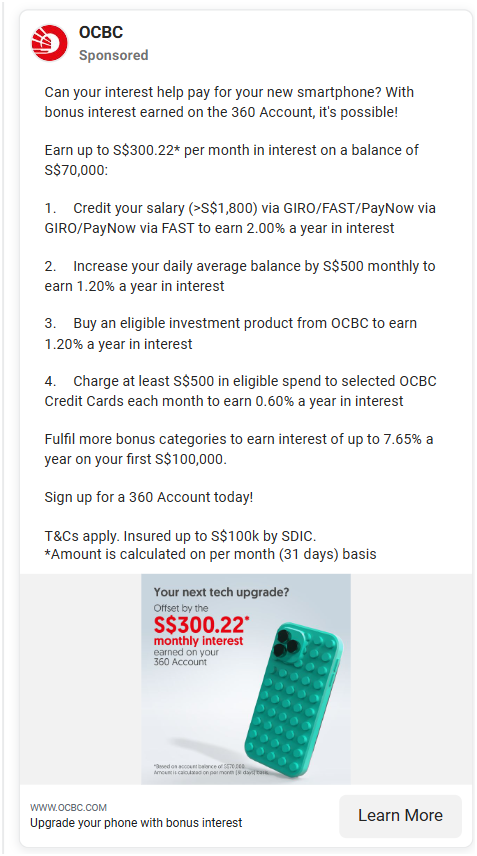 OCBC
Sponsored
Can your interest help pay for your new smartphone? With
bonus interest earned on the 360 Account, it's possible!
Earn up to S$300.22* per month in interest on a balance of
S$70,000:
1. Credit your salary (>S$1,800) via GIRO/FAST/PayNow via
GIRO/PayNow via FAST to earn 2.00% a year in interest
2. Increase your daily average balance by S$500 monthly to
earn 1.20% a year in interest
3. Buy an eligible investment product from OCBC to earn
1.20% a year in interest
4. Charge at least S$500 in eligible spend to selected OCBC
Credit Cards each month to earn 0.60% a year in interest
Fulfil more bonus categories to earn interest of up to 7.65% a
year on your first S$100,000.
Sign up for a 360 Account today!
T&Cs apply. Insured up to S$100k by SDIC.
*Amount is calculated on per month (31 days) basis
Your next tech upgrade?
Offset by the
S$300.22*
monthly interest
earned on your
360 Account
*Based on account balance of S$70,000.
Amount is calculated on per month (31 days) basis
WWW.OCBC.COM
Upgrade your phone with bonus interest
Learn More